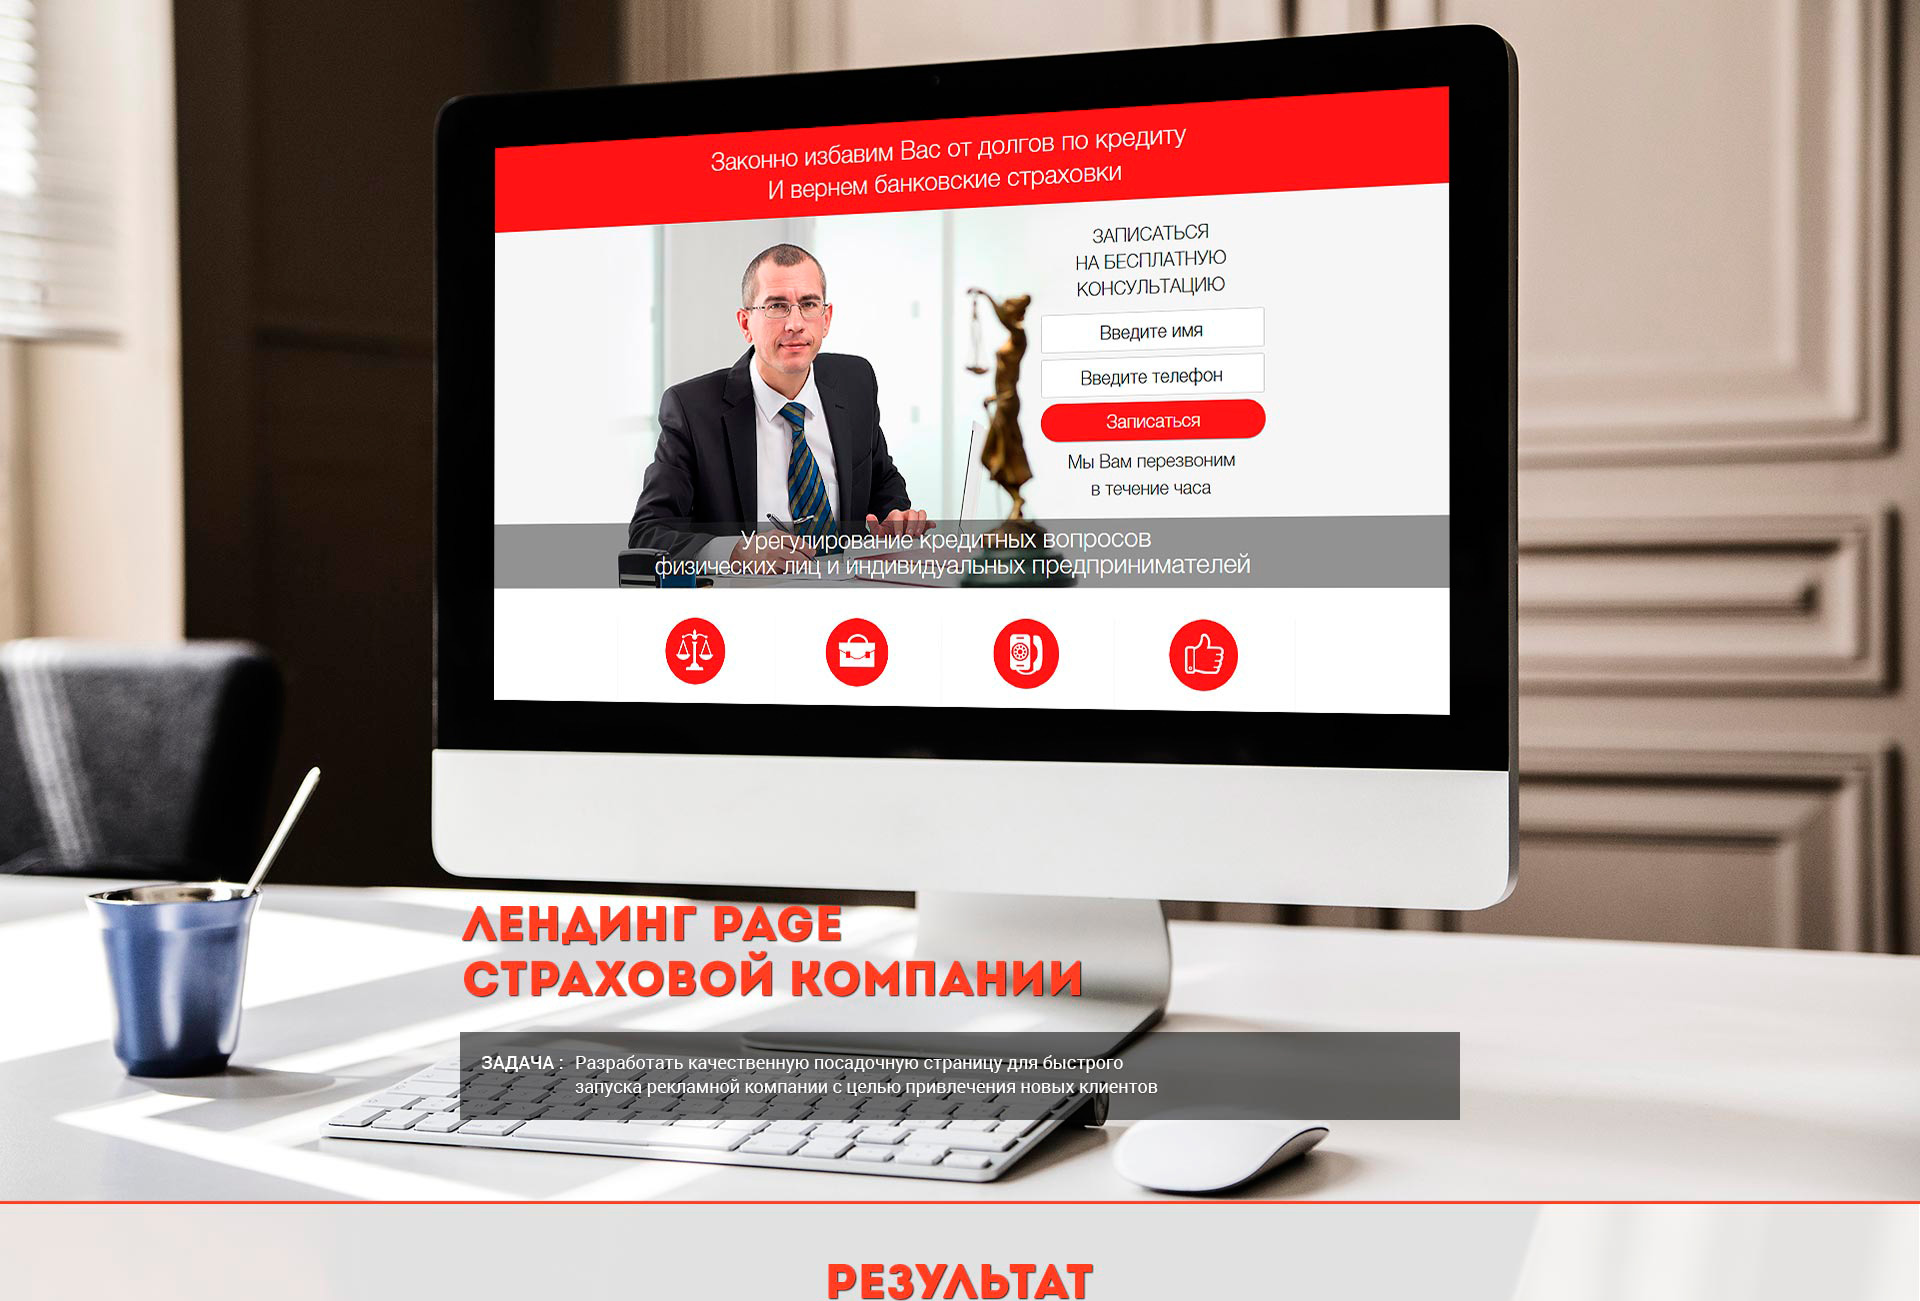 Законно избавим Вас от долгов по кредиту
И вернем банковские страховки
ЗАПИСАТЬСЯ
НА БЕСПЛАТНУЮ
КОНСУЛЬТАЦИЮ
Введите имя
Введите телефон
Записаться
Мы Вам перезвоним
в течение часа
Урегулирование кредитных вопросов
физических лиц и индивидуальных предпринимателей
ЛЕНДИНГ PAGE
СТРАХОВОЙ КОМПАНИИ
ЗАДАЧА : Разработать качественную посадочную страницу для быстрого
запуска рекламной компании с целью привлечения новых клиентов
РЕЗУЛЬТАТ